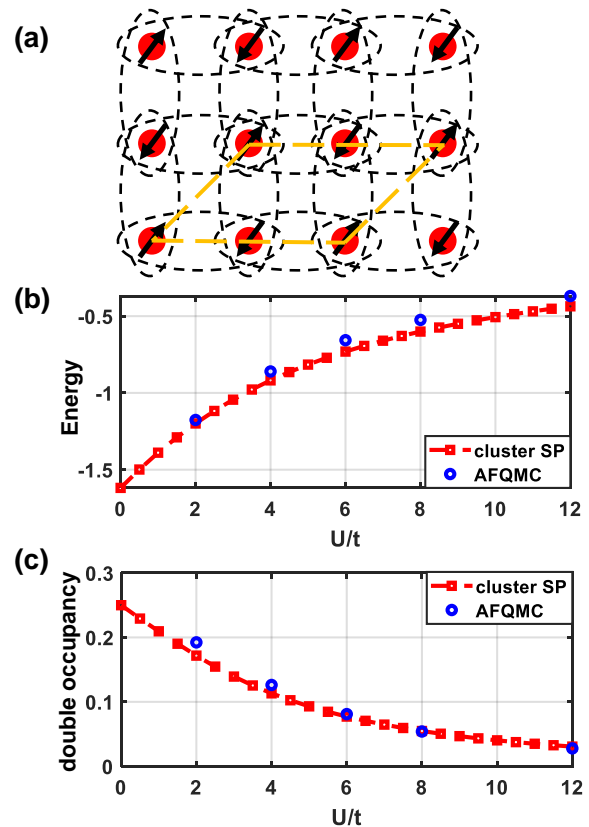 (a)
(b)
-0.5
-1
-1.5
Energy
cluster SP
AFQMC
0 2 4 6 8 10 12
U/t
(c)
0.3
0.2
0.1
0
double occupancy
cluster SP
AFQMC
0 2 4 6 8 10 12
U/t